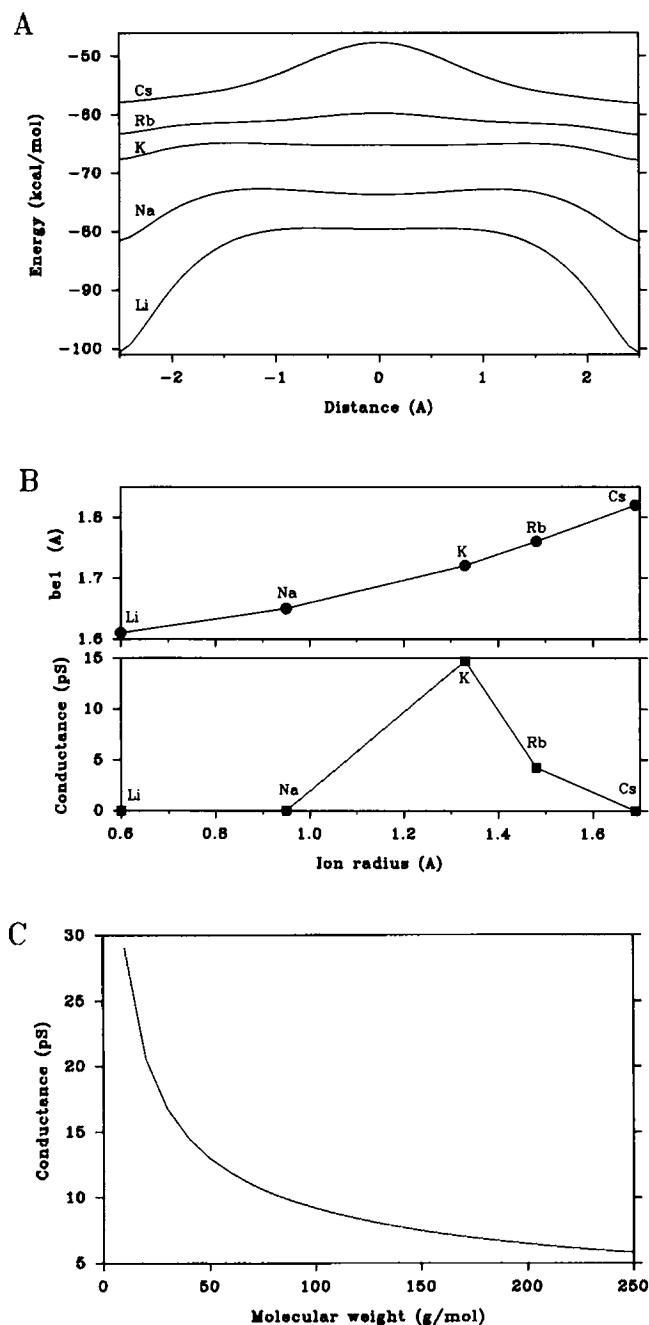 A
-50
-60
-70
-80
-90
-100
Energy (kcal/mol)
Cs
Rb
K
Na
Li
-2 -1 0 1 2
Distance (A)
B
1.8
1.7
1.6
bel (A)
Li
Na
K
Rb
Cs
15
10
5
0
Conductance (pS)
Li
Na
K
Rb
Cs
0.6 0.8 1.0 1.2 1.4 1.6
Ion radius (A)
C
30
25
20
15
10
5
Conductance (pS)
0 50 100 150 200 250
Molecular weight (g/mol)